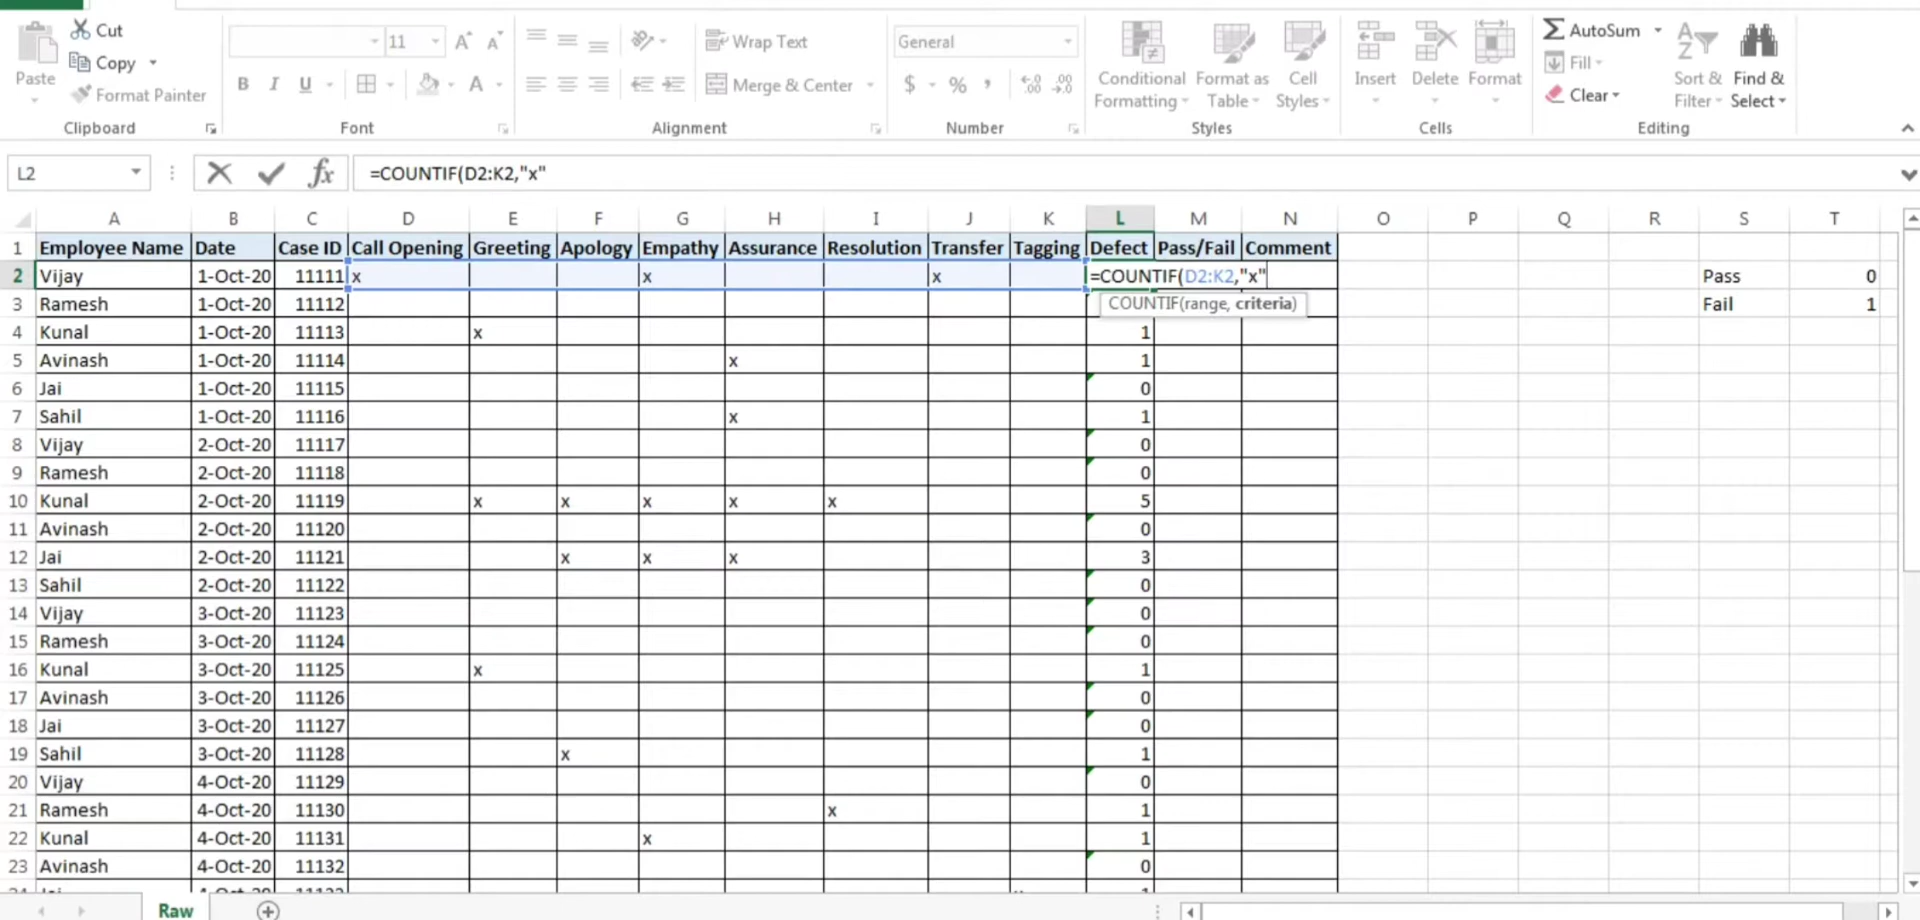 Cut
Copy
Paste
Format Painter
Clipboard
11
A A
B I U
A
Font
Wrap Text
Merge & Center
Alignment
General
$ % ,
Number
Conditional Formatting
Format as Table
Cell Styles
Styles
Insert
Delete
Format
Cells
AutoSum
Fill
Clear
Sort & Filter
Find & Select
Editing
L2 fx =COUNTIF(D2:K2,"x"
A B C D E F G H I J K L M N O P Q R S T
1 Employee Name Date Case ID Call Opening Greeting Apology Empathy Assurance Resolution Transfer Tagging Defect Pass/Fail Comment
2 Vijay 1-Oct-20 11111 x x x =COUNTIF(D2:K2,"x" Pass 0
3 Ramesh 1-Oct-20 11112 COUNTIF(range, criteria) Fail 1
4 Kunal 1-Oct-20 11113 x 1
5 Avinash 1-Oct-20 11114 x 1
6 Jai 1-Oct-20 11115 0
7 Sahil 1-Oct-20 11116 x 1
8 Vijay 2-Oct-20 11117 0
9 Ramesh 2-Oct-20 11118 0
10 Kunal 2-Oct-20 11119 x x x x x 5
11 Avinash 2-Oct-20 11120 0
12 Jai 2-Oct-20 11121 x x x 3
13 Sahil 2-Oct-20 11122 0
14 Vijay 3-Oct-20 11123 0
15 Ramesh 3-Oct-20 11124 0
16 Kunal 3-Oct-20 11125 x 1
17 Avinash 3-Oct-20 11126 0
18 Jai 3-Oct-20 11127 0
19 Sahil 3-Oct-20 11128 x 1
20 Vijay 4-Oct-20 11129 0
21 Ramesh 4-Oct-20 11130 x 1
22 Kunal 4-Oct-20 11131 x 1
23 Avinash 4-Oct-20 11132 0
Raw